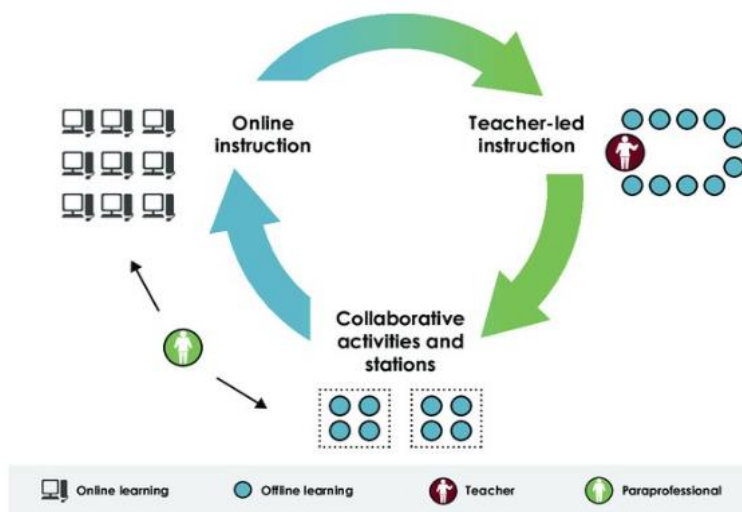 Online
instruction
Teacher-led
instruction
Collaborative
activities and
stations
Online learning
Offline learning
Teacher
Paraprofessional